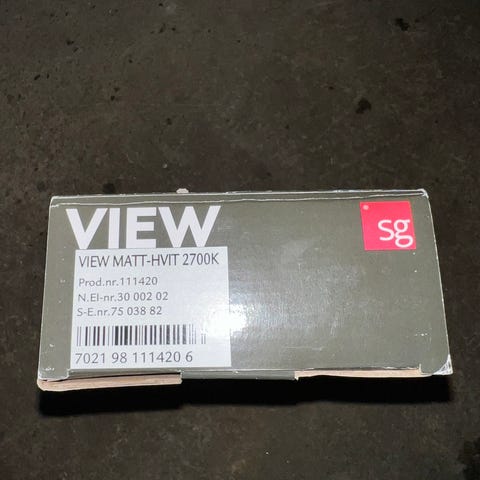 VIEW
sg
VIEW MATT-HVIT 2700K
Prod.nr.111420
N.El-nr.30 002 02
S-E.nr.75 038 82
7021 98 111420 6